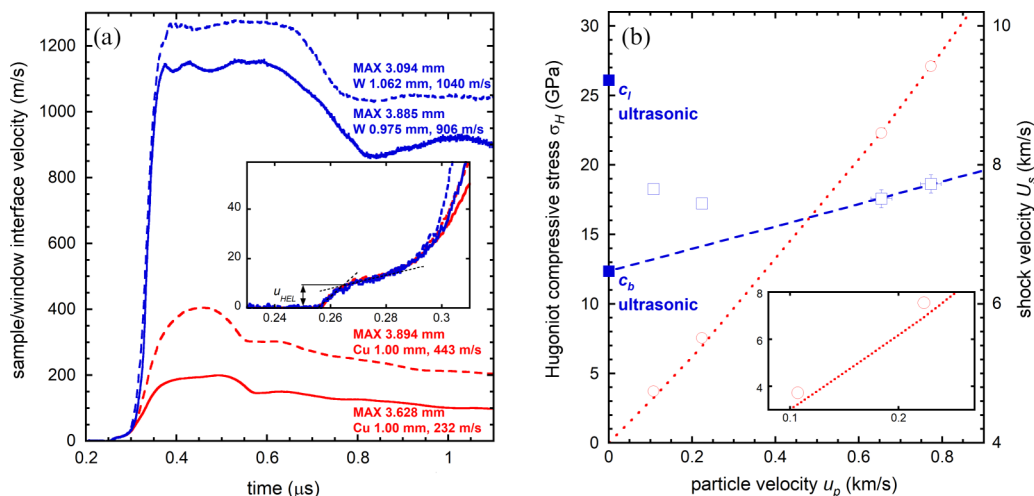 (a)
1200
1000
800
600
400
200
0
sample/window interface velocity (m/s)
MAX 3.094 mm
W 1.062 mm, 1040 m/s
MAX 3.885 mm
W 0.975 mm, 906 m/s
40
20
0
u_HEL
0.24 0.26 0.28 0.30
MAX 3.894 mm
Cu 1.00 mm, 443 m/s
MAX 3.628 mm
Cu 1.00 mm, 232 m/s
0.2 0.4 0.6 0.8 1
time (μs)
(b)
30
25
20
15
10
5
0
Hugoniot compressive stress σ_H (GPa)
c_l
ultrasonic
c_b
ultrasonic
8
6
4
0.1 0.2
10
8
6
4
shock velocity U_s (km/s)
0 0.2 0.4 0.6 0.8
particle velocity u_p (km/s)